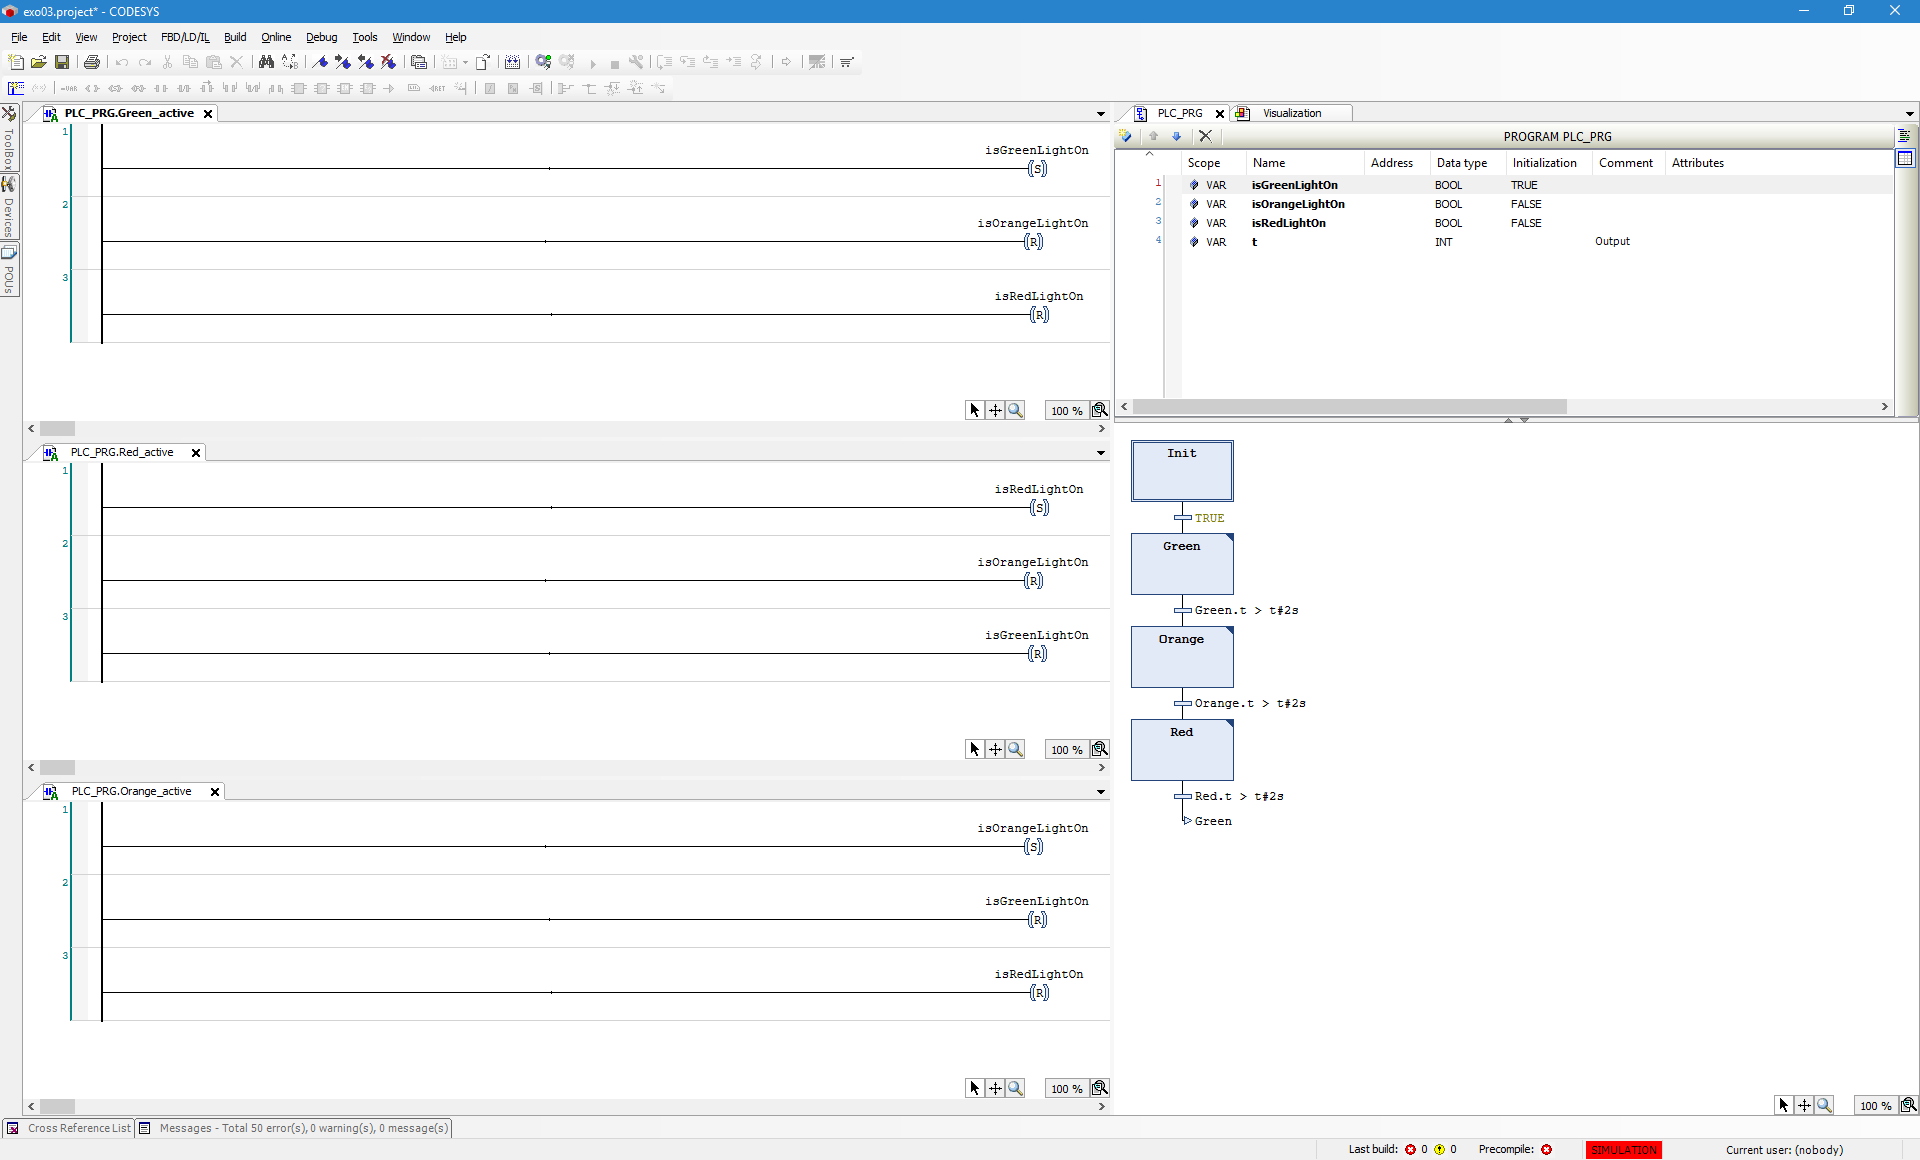 exo03.project* - CODESYS
File Edit View Project FBD/LD/IL Build Online Debug Tools Window Help
ToolBox
Devices
POUs
PLC_PRG.Green_active
1
isGreenLightOn
S
2
isOrangeLightOn
R
3
isRedLightOn
R
100 %
PLC_PRG.Red_active
1
isRedLightOn
S
2
isOrangeLightOn
R
3
isGreenLightOn
R
100 %
PLC_PRG.Orange_active
1
isOrangeLightOn
S
2
isGreenLightOn
R
3
isRedLightOn
R
100 %
PLC_PRG Visualization
PROGRAM PLC_PRG
Scope Name Address Data type Initialization Comment Attributes
1 VAR isGreenLightOn BOOL TRUE
2 VAR isOrangeLightOn BOOL FALSE
3 VAR isRedLightOn BOOL FALSE
4 VAR t INT Output
Init
TRUE
Green
Green.t > t#2s
Orange
Orange.t > t#2s
Red
Red.t > t#2s
Green
100 %
Cross Reference List Messages - Total 50 error(s), 0 warning(s), 0 message(s)
Last build: 0 0 Precompile: SIMULATION Current user: (nobody)